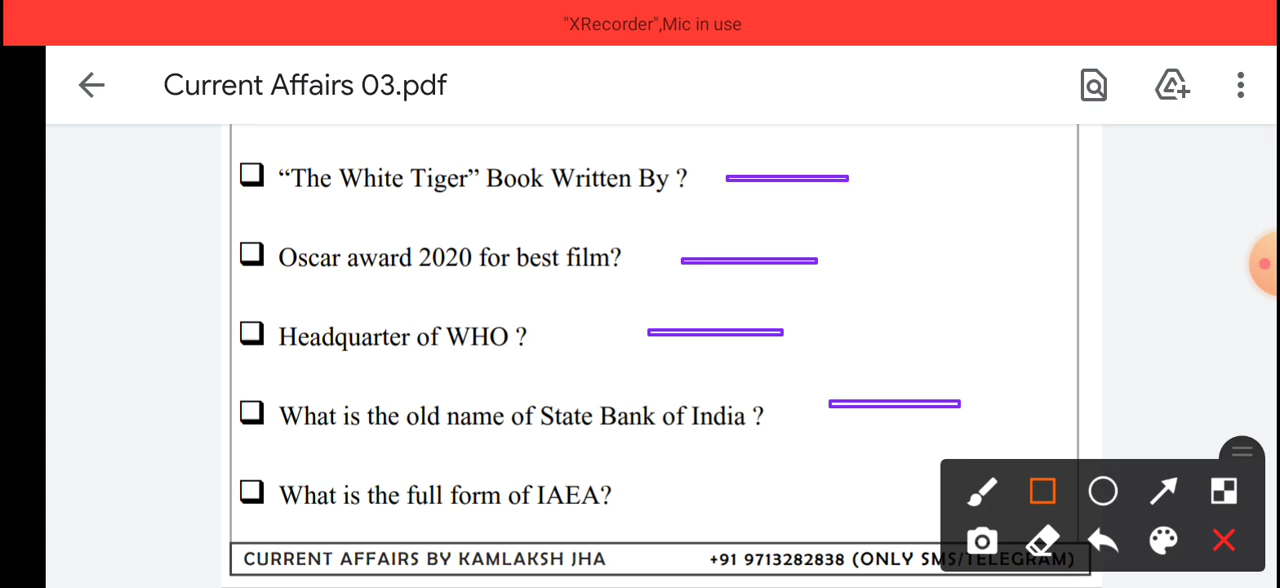 "XRecorder",Mic in use
Current Affairs 03.pdf
“The White Tiger” Book Written By ?
Oscar award 2020 for best film?
Headquarter of WHO ?
What is the old name of State Bank of India ?
What is the full form of IAEA?
CURRENT AFFAIRS BY KAMLAKSH JHA +91 9713282838 (ONLY SMS/TELEGRAM)